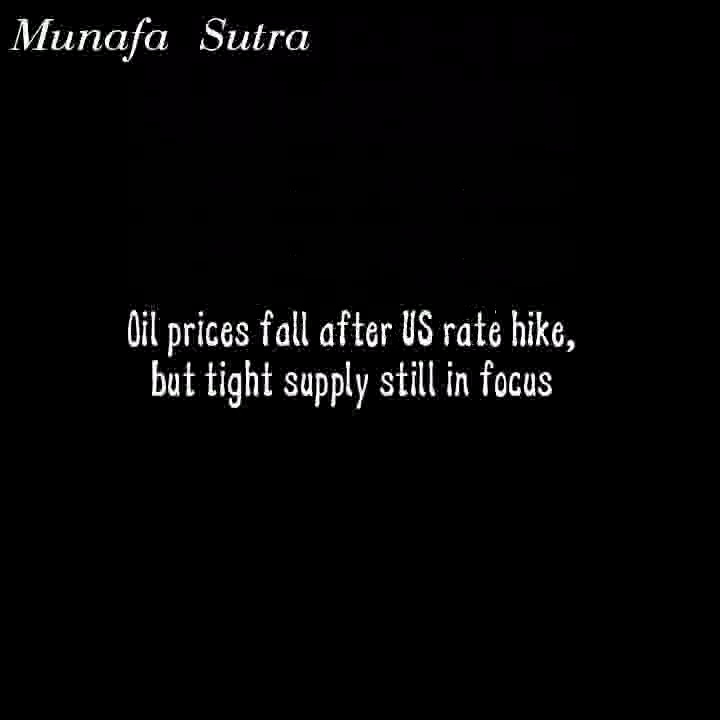 Munafa Sutra
Oil prices fall after US rate hike,
but tight supply still in focus